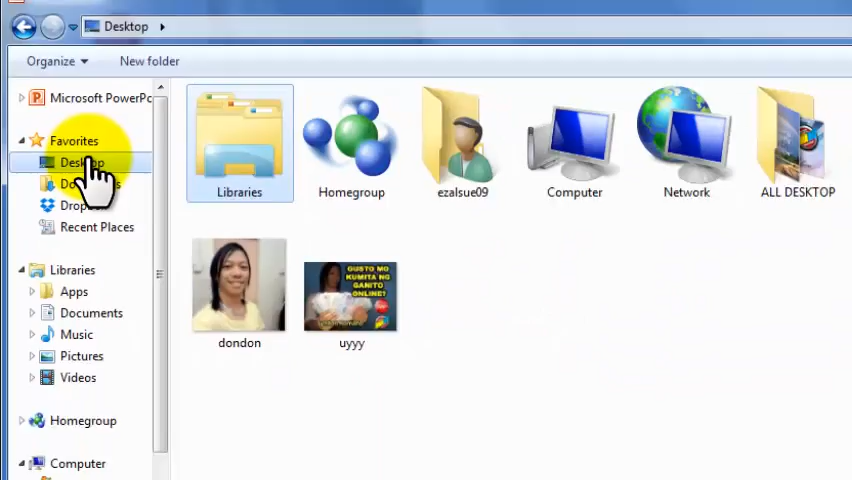 Desktop
Organize
New folder
Microsoft PowerPo
Favorites
Desktop
Recent Places
Libraries
Apps
Documents
Music
Pictures
Videos
Homegroup
Computer
Libraries
Homegroup
ezalsue09
Computer
Network
ALL DESKTOP
dondon
GUSTO MO
KUMITA NG
GANITO
ONLINE?
uyyy